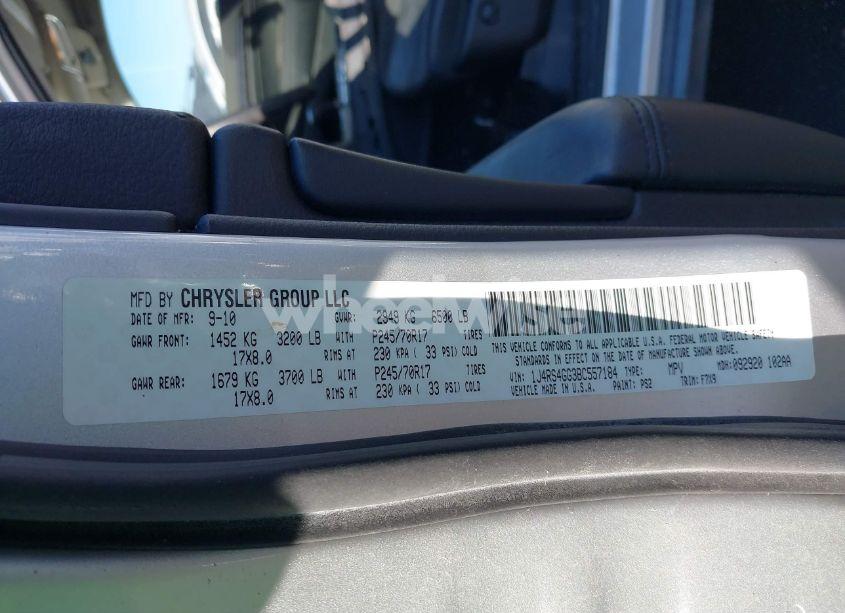 MFD BY CHRYSLER GROUP LLC
DATE OF MFR: 9-10 GVWR: 2949 KG 6500 LB
GAWR FRONT: 1452 KG 3200 LB WITH P245/70R17 TIRES
17X8.0 RIMS AT 230 KPA ( 33 PSI) COLD
GAWR REAR: 1679 KG 3700 LB WITH P245/70R17 TIRES
17X8.0 RIMS AT 230 KPA ( 33 PSI) COLD
THIS VEHICLE CONFORMS TO ALL APPLICABLE U.S.A. FEDERAL MOTOR VEHICLE SAFETY
STANDARDS IN EFFECT ON THE DATE OF MANUFACTURE SHOWN ABOVE.
MDH: 092920 102AA
VIN: 1J4RS4GG3BC557184 TYPE: MPV
VEHICLE MADE IN U.S.A. PAINT: PS2 TRIM: F7X9
wheelwise